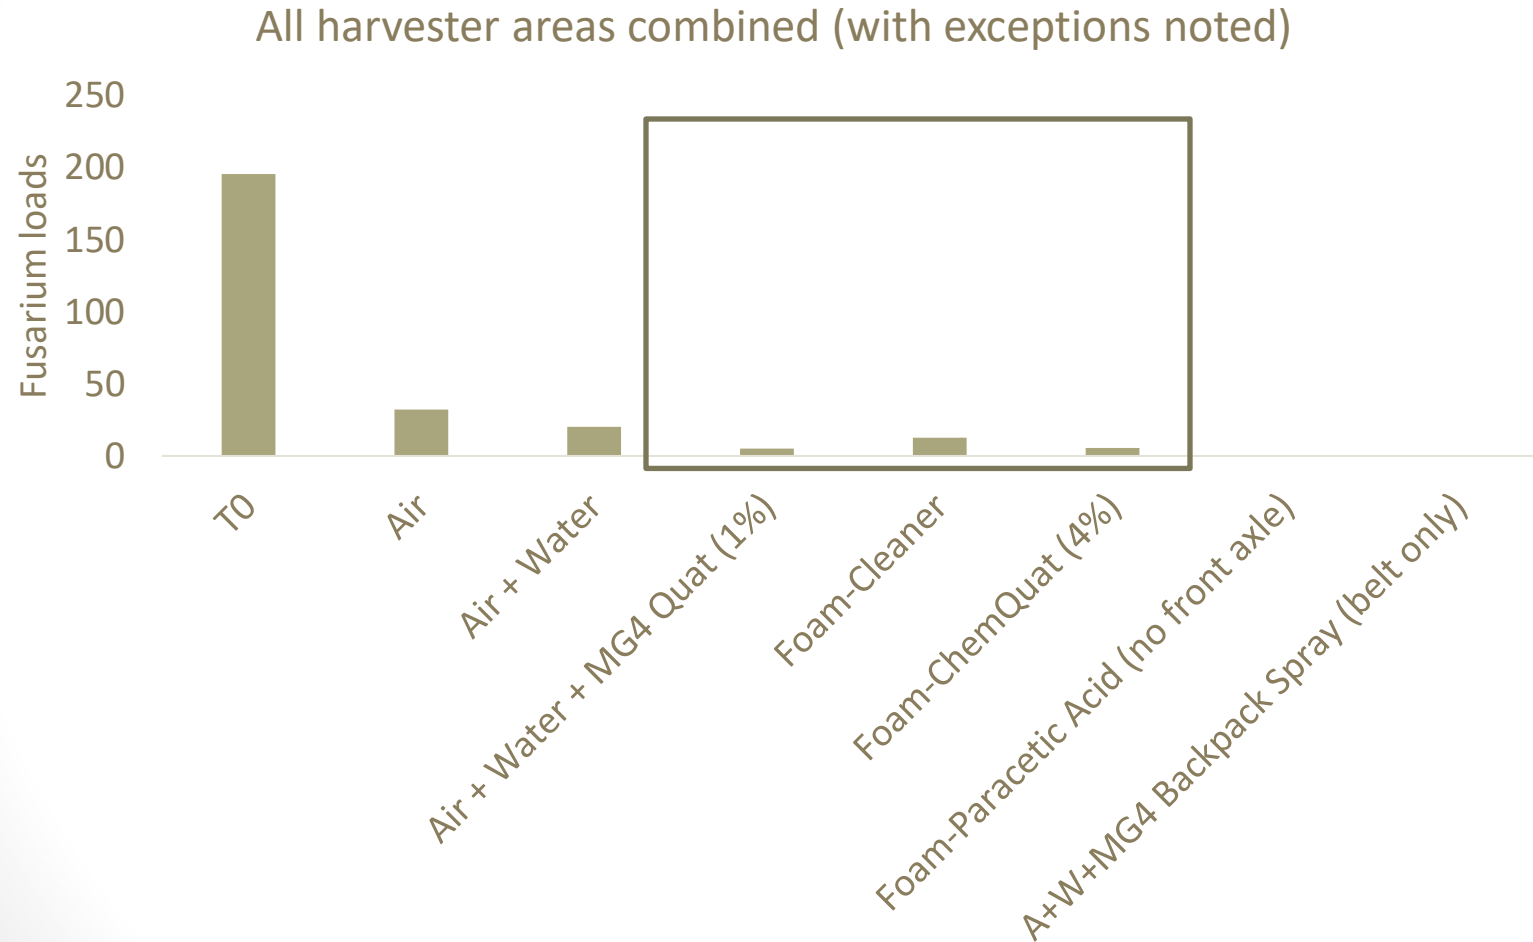 All harvester areas combined (with exceptions noted)
Fusarium loads
250
200
150
100
50
0
T0
Air
Air + Water
Air + Water + MG4 Quat (1%)
Foam-Cleaner
Foam-ChemQuat (4%)
Foam-Paracetic Acid (no front axle)
A+W+MG4 Backpack Spray (belt only)